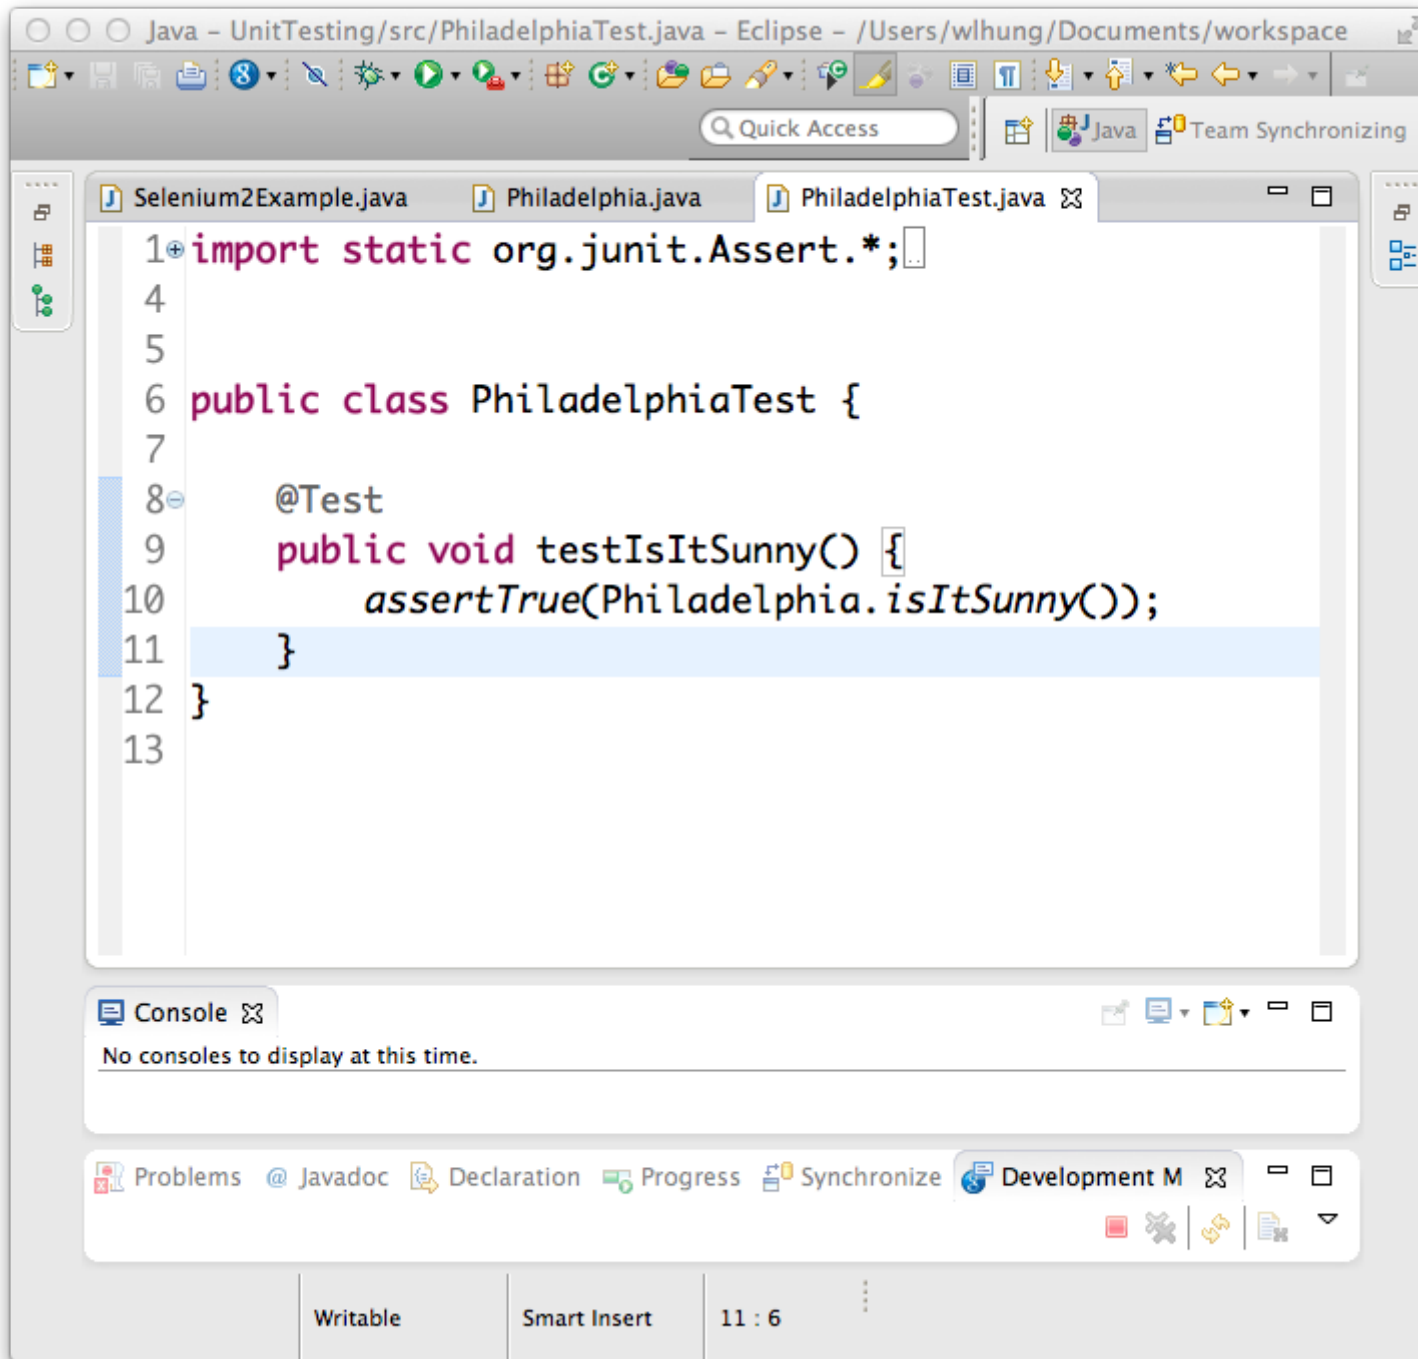 Java – UnitTesting/src/PhiladelphiaTest.java – Eclipse – /Users/wlhung/Documents/workspace
Quick Access
Java
Team Synchronizing
Selenium2Example.java
Philadelphia.java
PhiladelphiaTest.java
1 import static org.junit.Assert.*;
4
5
6 public class PhiladelphiaTest {
7
8 @Test
9 public void testIsItSunny() {
10 assertTrue(Philadelphia.isItSunny());
11 }
12 }
13
Console
No consoles to display at this time.
Problems @ Javadoc Declaration Progress Synchronize Development M
Writable Smart Insert 11 : 6